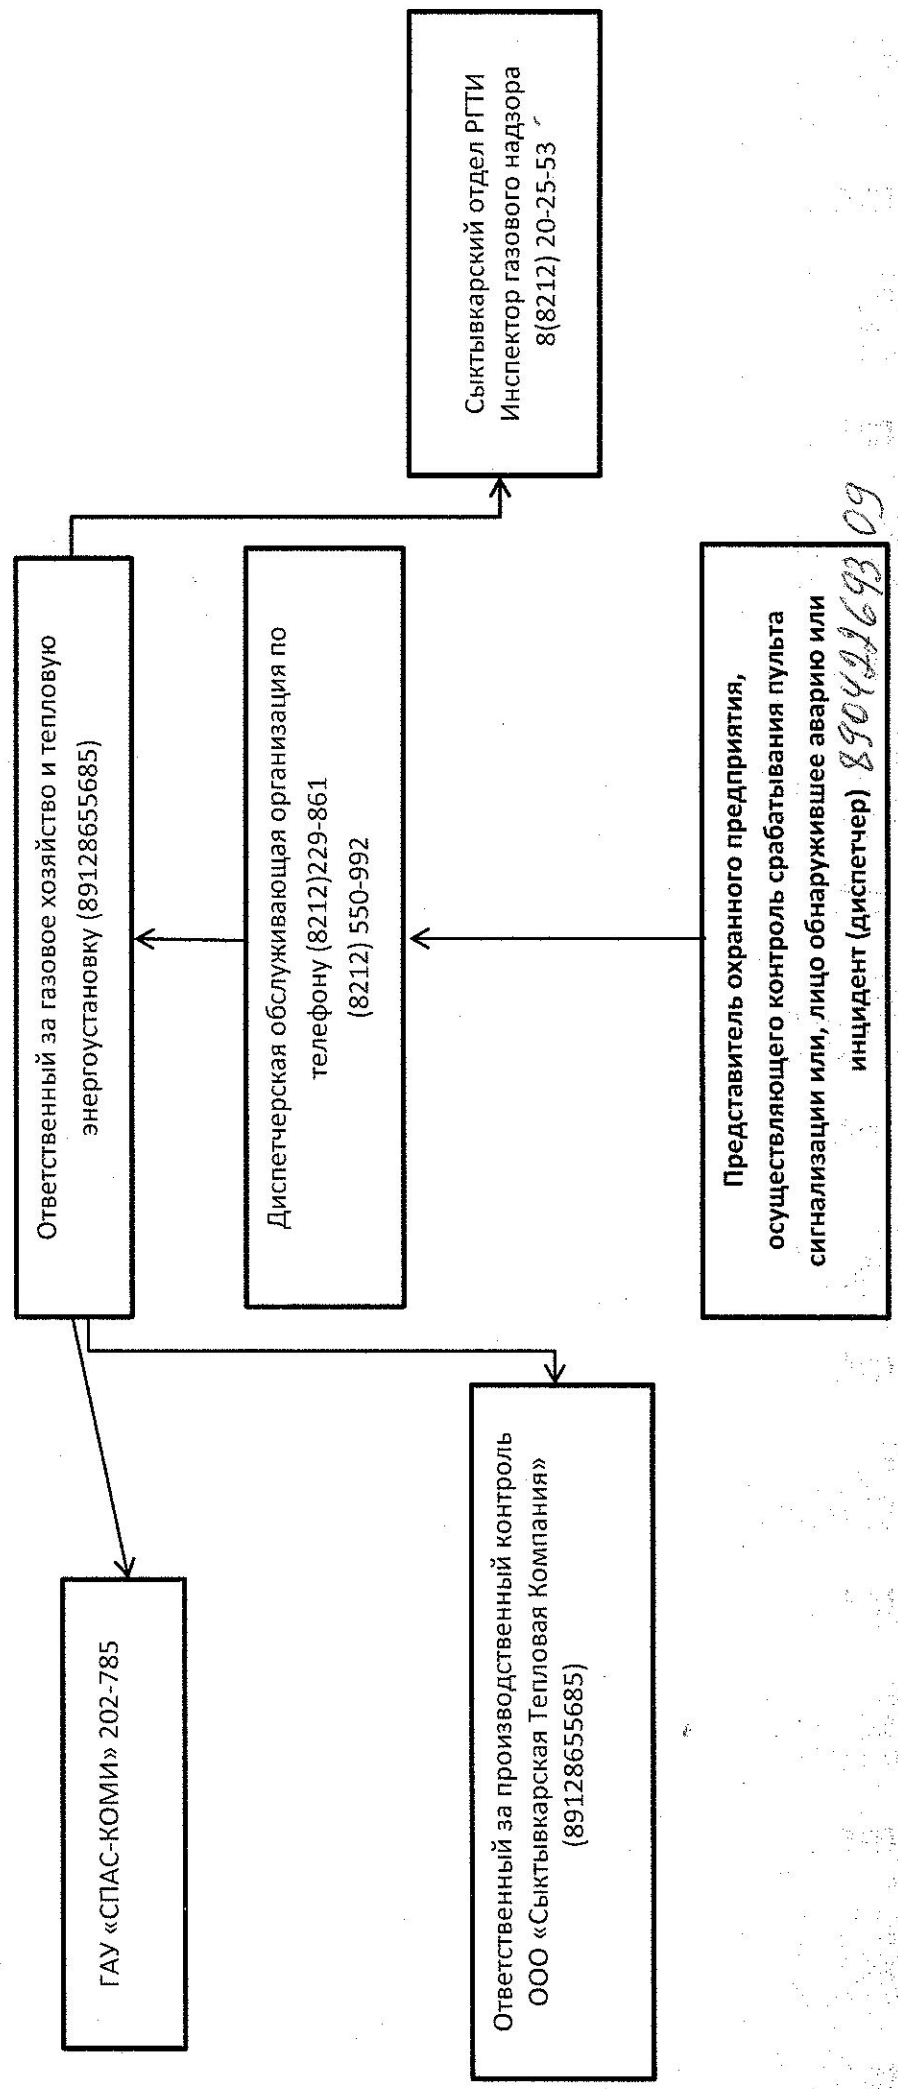 Ответственный за газовое хозяйство и тепловую
энергоустановку (89128655685)
ГАУ «СПАС-КОМИ» 202-785
Диспетчерская обслуживающая организация по
телефону (8212)229-861
(8212) 550-992
Сыктывкарский отдел РГТИ
Инспектор газового надзора
8(8212) 20-25-53
Ответственный за производственный контроль
ООО «Сыктывкарская Тепловая Компания»
(89128655685)
Представитель охранного предприятия,
осуществляющего контроль срабатывания пульта
сигнализации или, лицо обнаружившее аварию или
инцидент (диспетчер) 89042269309